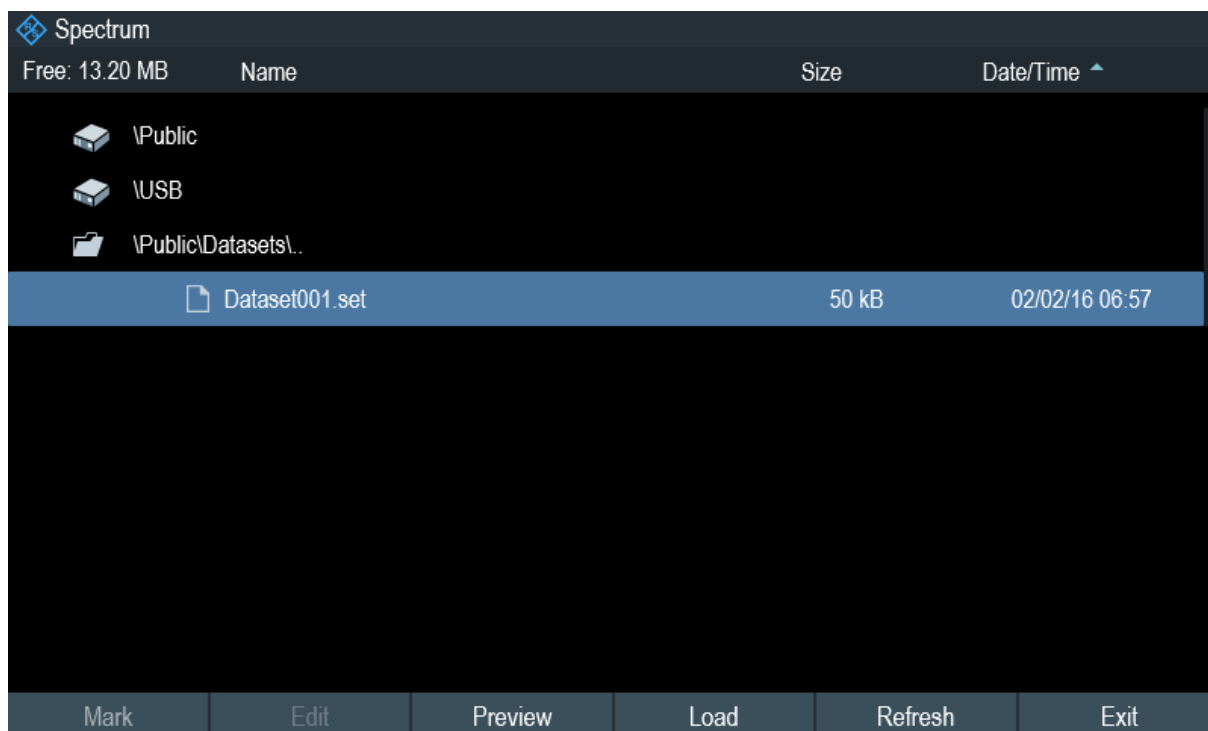 Spectrum
Free: 13.20 MB Name Size Date/Time
\Public
\USB
\Public\Datasets\..
Dataset001.set 50 kB 02/02/16 06:57
Mark Edit Preview Load Refresh Exit